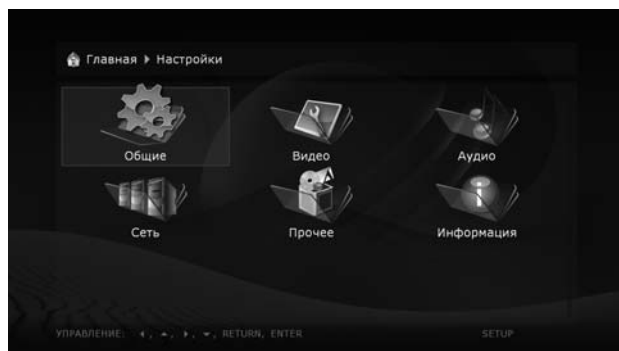 Главная ▸ Настройки
Общие Видео Аудио
Сеть Прочее Информация
УПРАВЛЕНИЕ: ◂, ▴, ▸, ▾, RETURN, ENTER SETUP